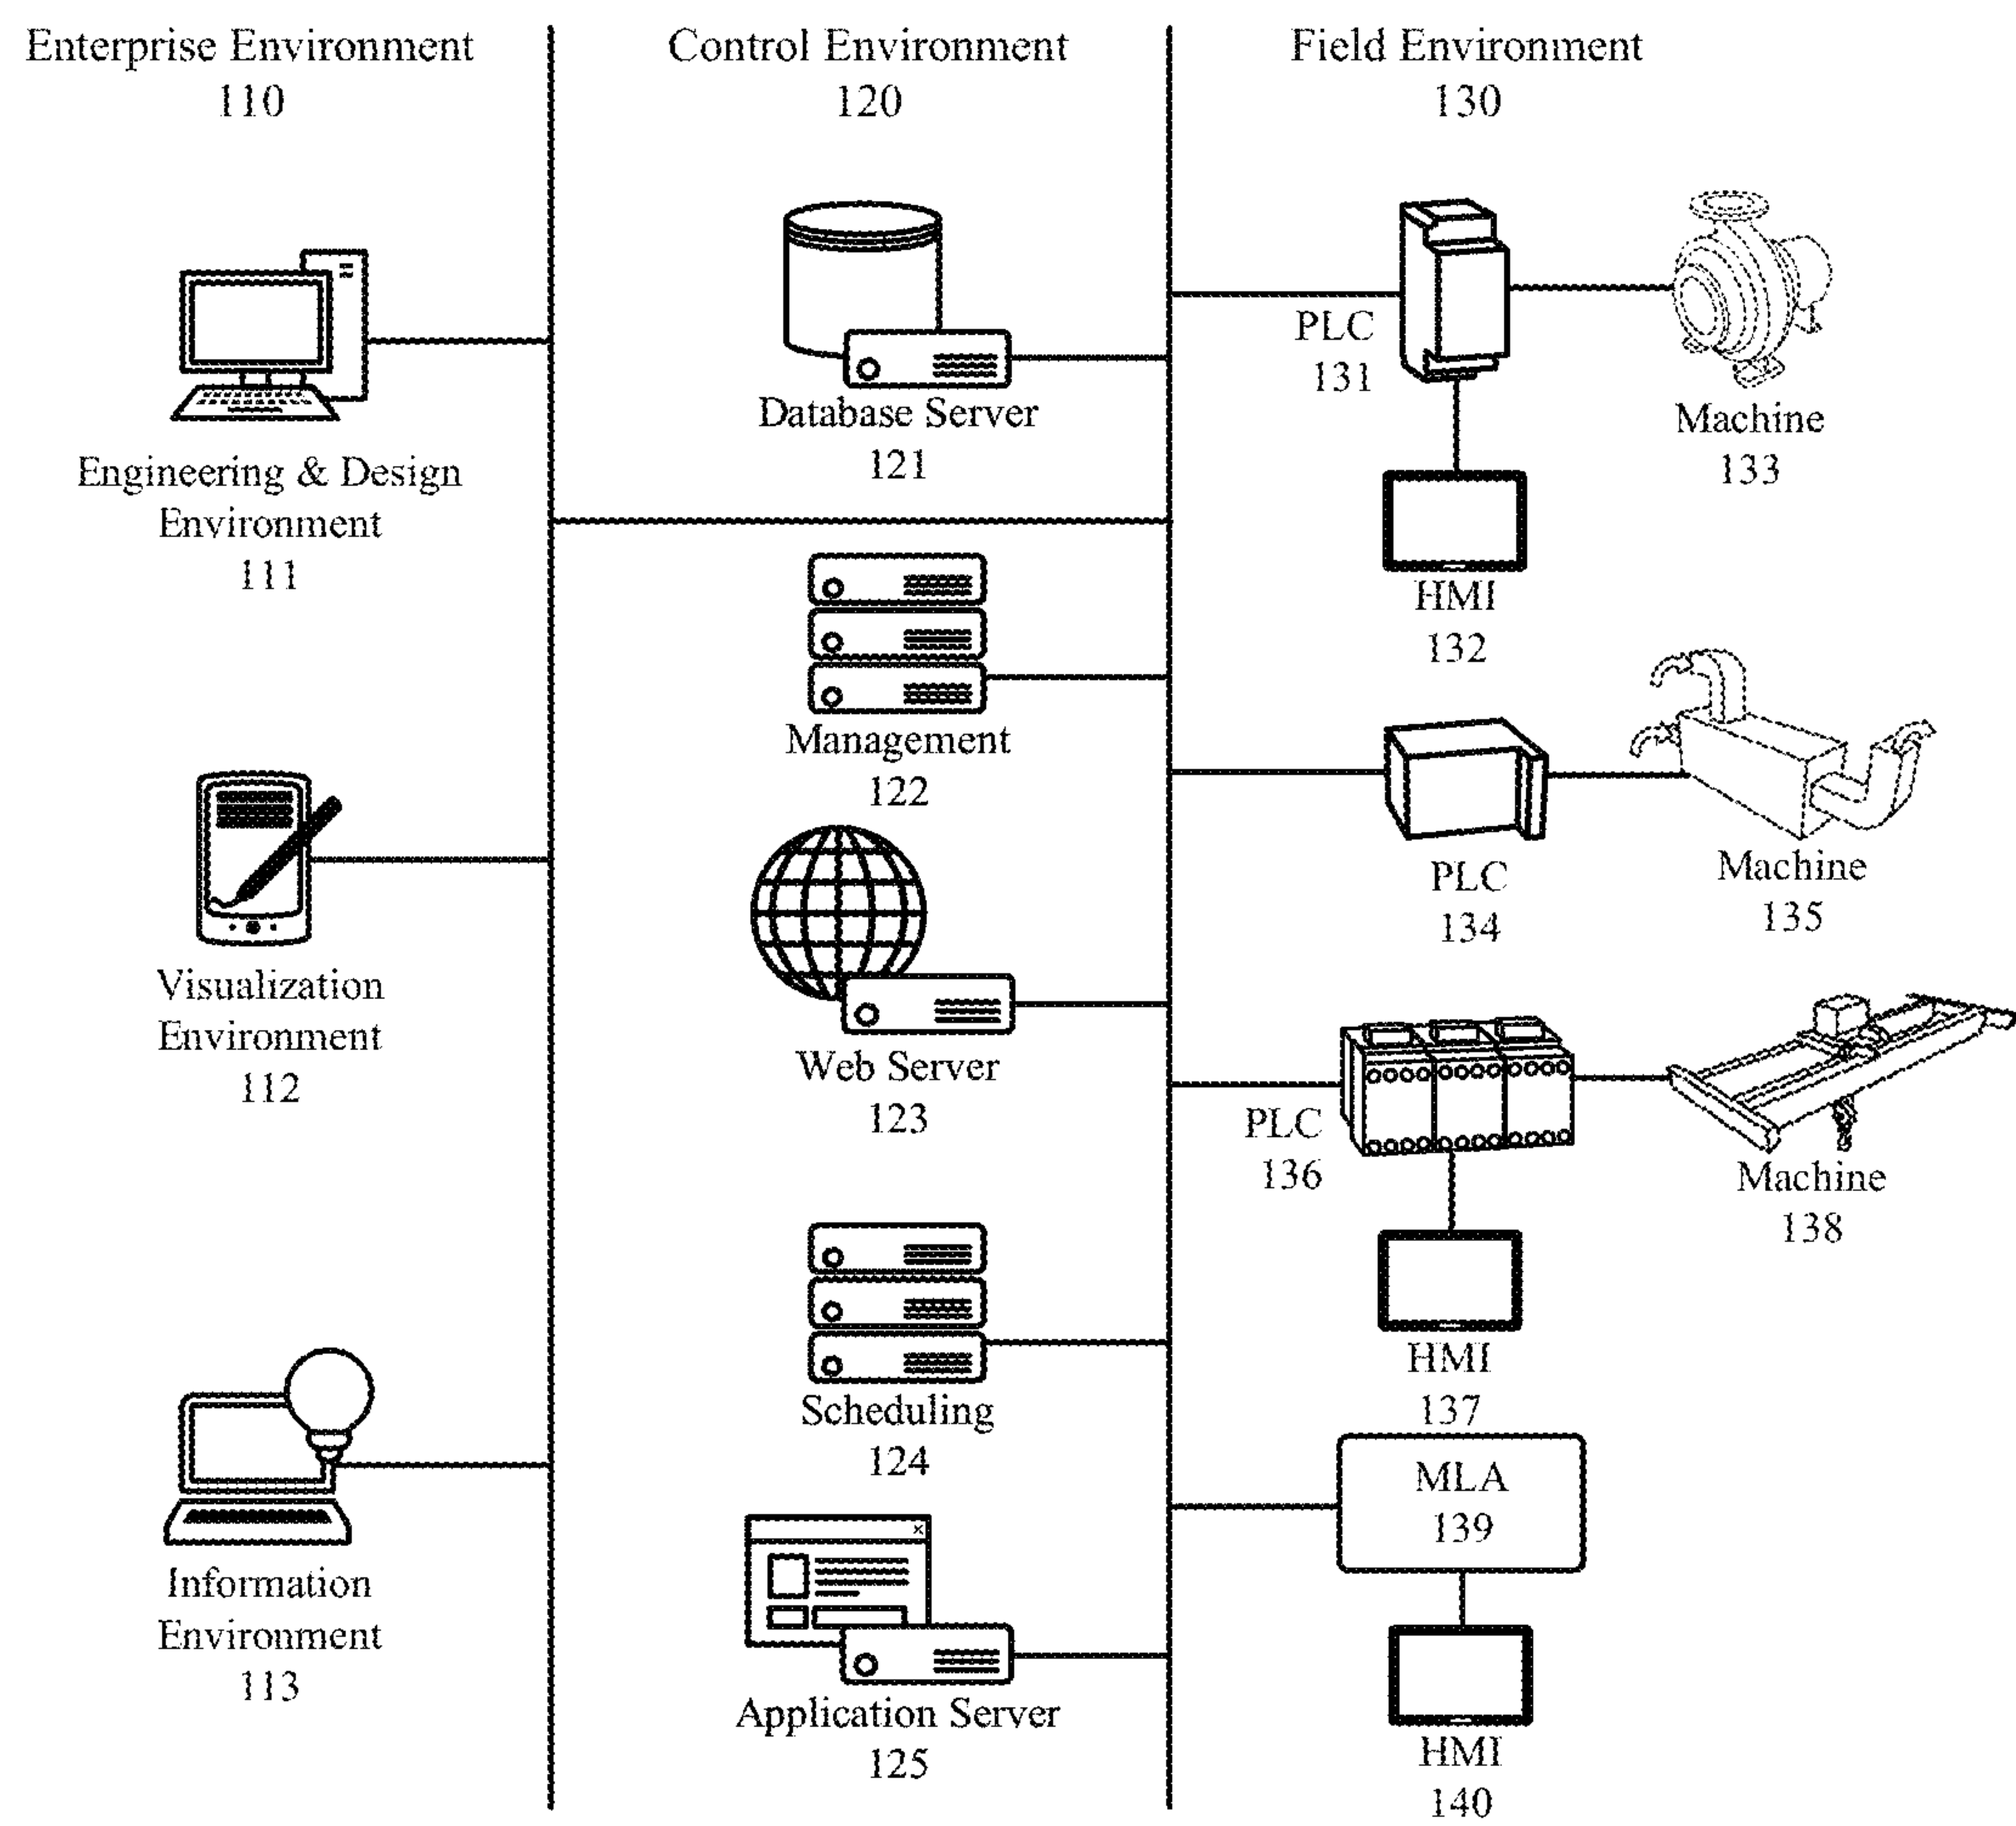 Enterprise Environment
110
Control Environment
120
Field Environment
130
Engineering & Design
Environment
111
Visualization
Environment
112
Information
Environment
113
Database Server
121
Management
122
Web Server
123
Scheduling
124
Application Server
125
PLC
131
HMI
132
Machine
133
PLC
134
Machine
135
PLC
136
HMI
137
Machine
138
MLA
139
HMI
140